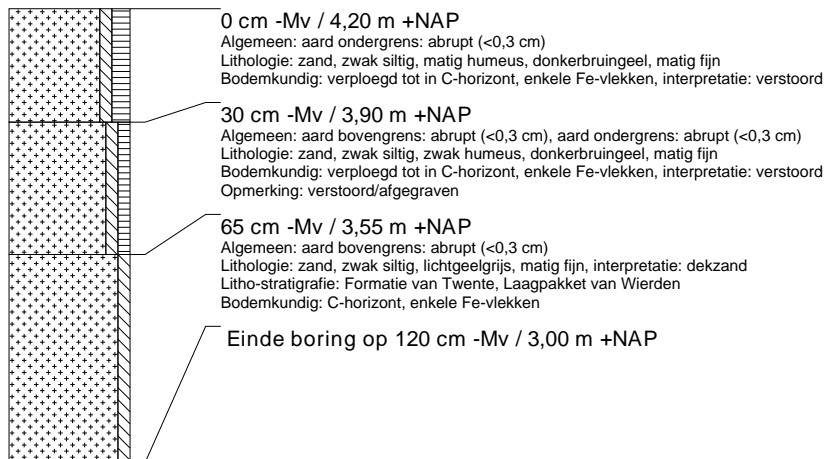 0 cm -Mv / 4,20 m +NAP
Algemeen: aard ondergrens: abrupt (<0,3 cm)
Lithologie: zand, zwak siltig, matig humeus, donkerbruingeel, matig fijn
Bodemkundig: verploegd tot in C-horizont, enkele Fe-vlekken, interpretatie: verstoord
30 cm -Mv / 3,90 m +NAP
Algemeen: aard bovengrens: abrupt (<0,3 cm), aard ondergrens: abrupt (<0,3 cm)
Lithologie: zand, zwak siltig, zwak humeus, donkerbruingeel, matig fijn
Bodemkundig: verploegd tot in C-horizont, enkele Fe-vlekken, interpretatie: verstoord
Opmerking: verstoord/afgegraven
65 cm -Mv / 3,55 m +NAP
Algemeen: aard bovengrens: abrupt (<0,3 cm)
Lithologie: zand, zwak siltig, lichtgeelgrijs, matig fijn, interpretatie: dekzand
Litho-stratigrafie: Formatie van Twente, Laagpakket van Wierden
Bodemkundig: C-horizont, enkele Fe-vlekken
Einde boring op 120 cm -Mv / 3,00 m +NAP